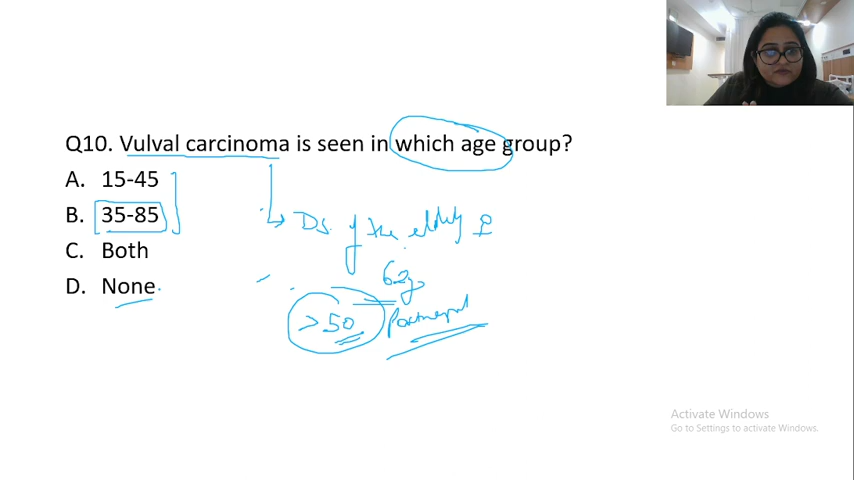 Q10. Vulval carcinoma is seen in which age group?
A. 15-45
B. 35-85
C. Both
D. None
Ds. of the elderly ♀
>50
Activate Windows
Go to Settings to activate Windows.